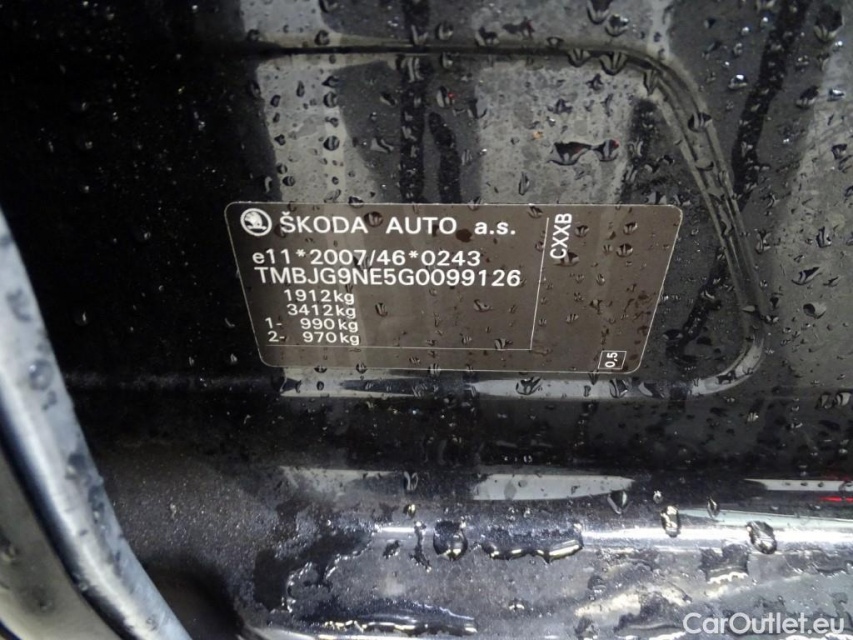 ŠKODA AUTO a.s.
e11*2007/46*0243
TMBJG9NE5G0099126
1912kg
3412kg
1- 990kg
2- 970kg
CXXB
0,5
CarOutlet.eu